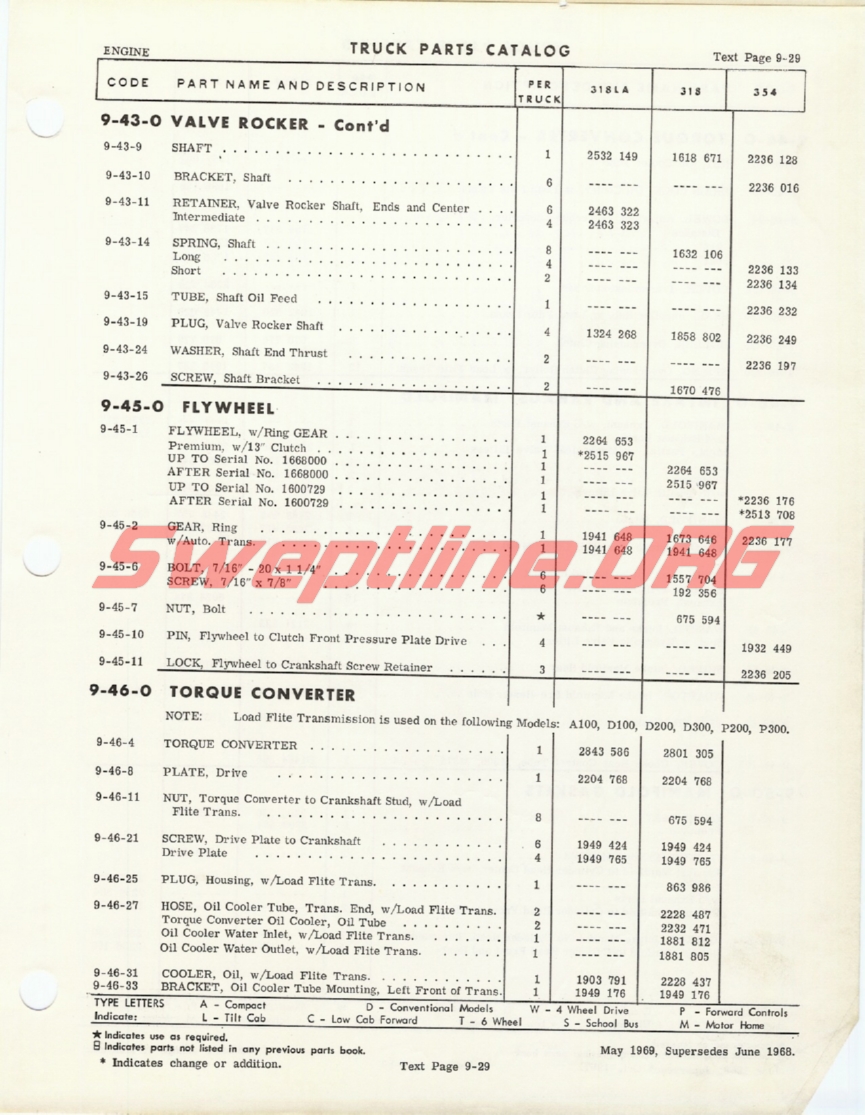 ENGINE TRUCK PARTS CATALOG Text Page 9-29
CODE PART NAME AND DESCRIPTION PER TRUCK 318LA 318 354
9-43-0 VALVE ROCKER - Cont'd
9-43-9 SHAFT 1 2532 149 1618 671 2236 128
9-43-10 BRACKET, Shaft 6 ---- --- ---- --- 2236 016
9-43-11 RETAINER, Valve Rocker Shaft, Ends and Center .... 6 2463 322
Intermediate 4 2463 323
9-43-14 SPRING, Shaft 8 ---- --- 1632 106
Long 4 ---- --- ---- --- 2236 133
Short 2 ---- --- ---- --- 2236 134
9-43-15 TUBE, Shaft Oil Feed 1 ---- --- ---- --- 2236 232
9-43-19 PLUG, Valve Rocker Shaft 4 1324 268 1858 802 2236 249
9-43-24 WASHER, Shaft End Thrust 2 ---- --- ---- --- 2236 197
9-43-26 SCREW, Shaft Bracket 2 ---- --- 1670 476
9-45-0 FLYWHEEL
9-45-1 FLYWHEEL, w/Ring GEAR 1 2264 653
Premium, w/13" Clutch 1 *2515 967
UP TO Serial No. 1668000 1 ---- --- 2264 653
AFTER Serial No. 1668000 1 ---- --- 2515 967
UP TO Serial No. 1600729 1 ---- --- ---- --- *2236 176
AFTER Serial No. 1600729 1 ---- --- ---- --- *2513 708
9-45-2 GEAR, Ring 1 1941 648 1673 646 2236 177
w/Auto. Trans. 1 1941 648 1941 648
Sweptline.ORG
9-45-6 BOLT, 7/16" - 20 x 1 1/4" 6 ---- --- 1557 704
SCREW, 7/16" x 7/8" 6 ---- --- 192 356
9-45-7 NUT, Bolt ★ ---- --- 675 594
9-45-10 PIN, Flywheel to Clutch Front Pressure Plate Drive ... 4 ---- --- ---- --- 1932 449
9-45-11 LOCK, Flywheel to Crankshaft Screw Retainer ...... 3 ---- --- ---- --- 2236 205
9-46-0 TORQUE CONVERTER
NOTE: Load Flite Transmission is used on the following Models: A100, D100, D200, D300, P200, P300.
9-46-4 TORQUE CONVERTER 1 2843 586 2801 305
9-46-8 PLATE, Drive 1 2204 768 2204 768
9-46-11 NUT, Torque Converter to Crankshaft Stud, w/Load
Flite Trans. 8 ---- --- 675 594
9-46-21 SCREW, Drive Plate to Crankshaft 6 1949 424 1949 424
Drive Plate 4 1949 765 1949 765
9-46-25 PLUG, Housing, w/Load Flite Trans. 1 ---- --- 863 986
9-46-27 HOSE, Oil Cooler Tube, Trans. End, w/Load Flite Trans. 2 ---- --- 2228 487
Torque Converter Oil Cooler, Oil Tube 2 ---- --- 2232 471
Oil Cooler Water Inlet, w/Load Flite Trans. 1 ---- --- 1881 812
Oil Cooler Water Outlet, w/Load Flite Trans. 1 ---- --- 1881 805
9-46-31 COOLER, Oil, w/Load Flite Trans. 1 1903 791 2228 437
9-46-33 BRACKET, Oil Cooler Tube Mounting, Left Front of Trans. 1 1949 176 1949 176
TYPE LETTERS A - Compact D - Conventional Models W - 4 Wheel Drive P - Forward Controls
Indicate: L - Tilt Cab C - Low Cab Forward T - 6 Wheel S - School Bus M - Motor Home
★ Indicates use as required.
日 Indicates parts not listed in any previous parts book.
* Indicates change or addition.
May 1969, Supersedes June 1968.
Text Page 9-29